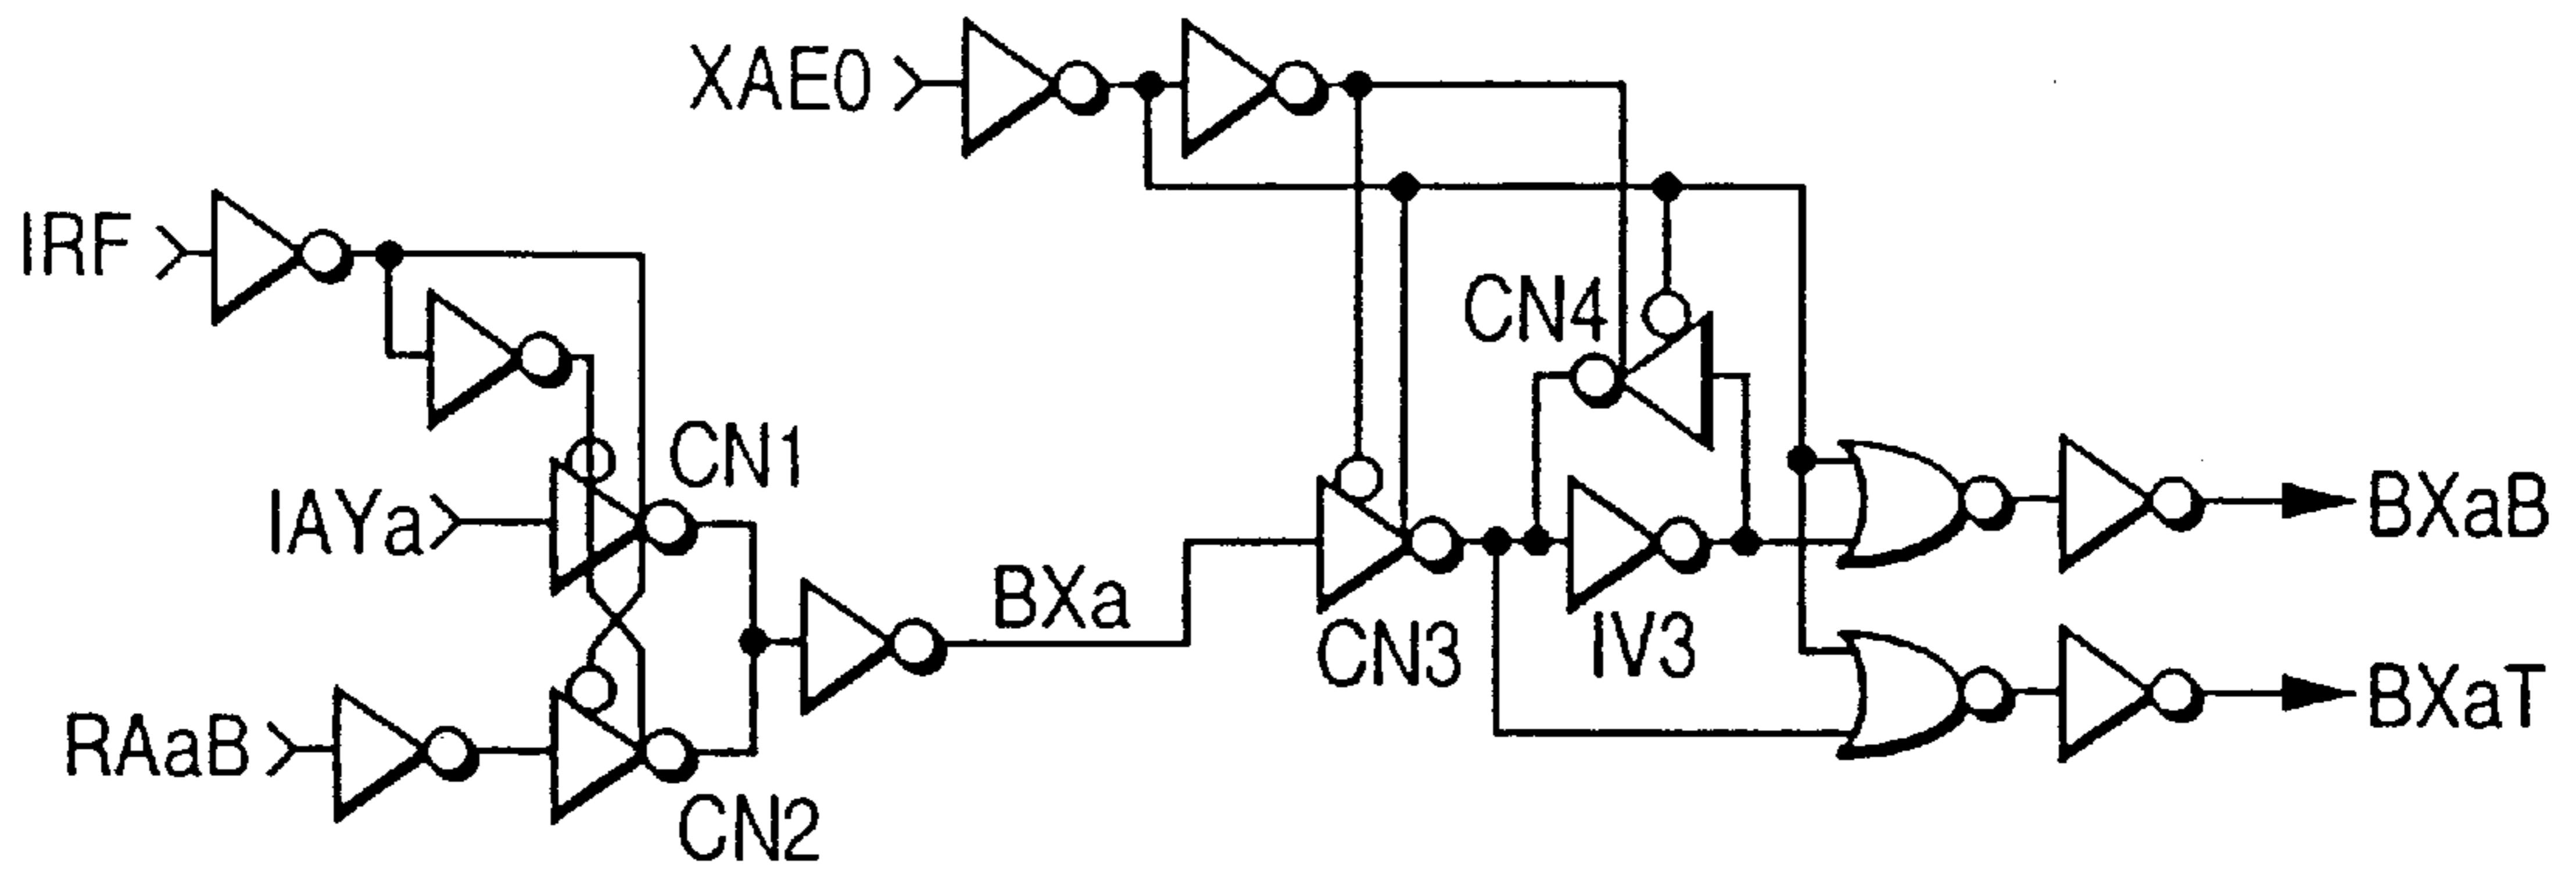 XAE0
IRF
CN4
CN1
IAYa
BXaB
BXa
CN3
IV3
RAaB
BXaT
CN2